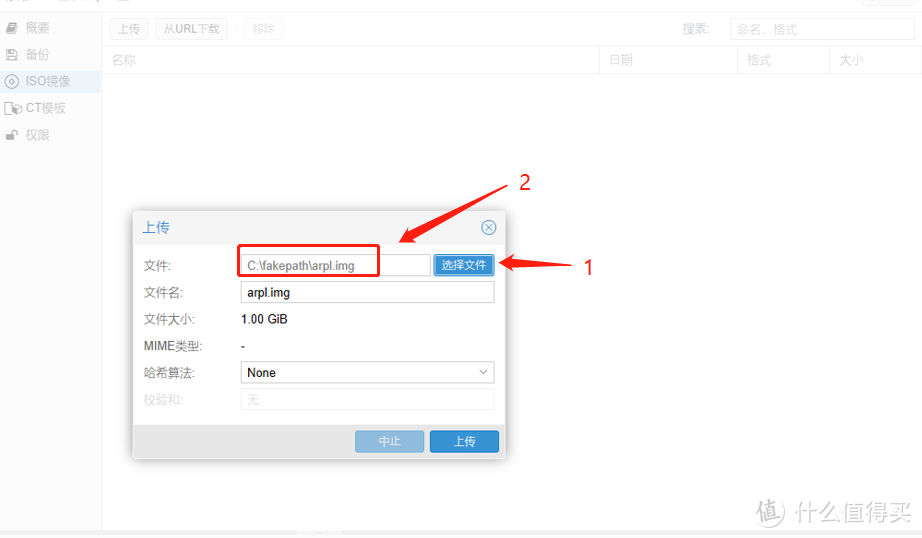 概要
备份
ISO镜像
CT模板
权限
上传 从URL下载 移除 搜索: 命名、格式
名称 日期 格式 大小
2
上传
文件: C:\fakepath\arpl.img 选择文件
1
文件名: arpl.img
文件大小: 1.00 GiB
MIME类型: -
哈希算法: None
校验和: 无
中止 上传
值 什么值得买